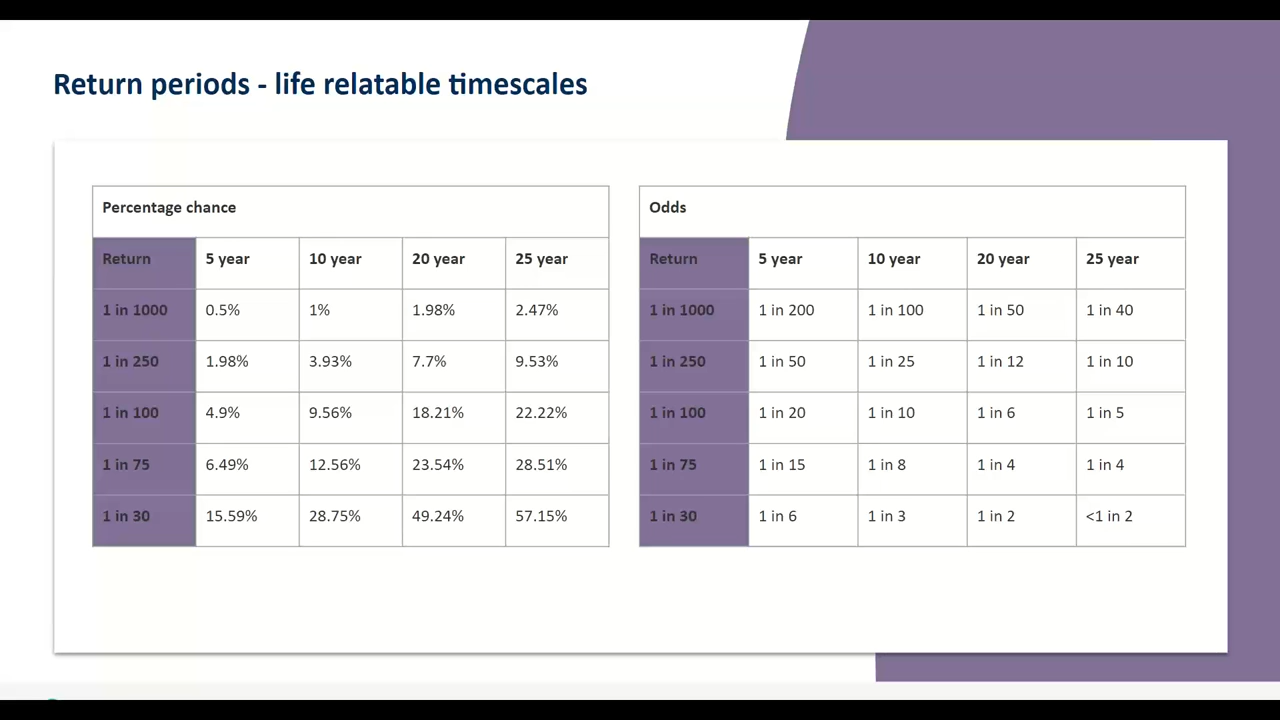 Return periods - life relatable timescales
Percentage chance
Return 5 year 10 year 20 year 25 year
1 in 1000 0.5% 1% 1.98% 2.47%
1 in 250 1.98% 3.93% 7.7% 9.53%
1 in 100 4.9% 9.56% 18.21% 22.22%
1 in 75 6.49% 12.56% 23.54% 28.51%
1 in 30 15.59% 28.75% 49.24% 57.15%
Odds
Return 5 year 10 year 20 year 25 year
1 in 1000 1 in 200 1 in 100 1 in 50 1 in 40
1 in 250 1 in 50 1 in 25 1 in 12 1 in 10
1 in 100 1 in 20 1 in 10 1 in 6 1 in 5
1 in 75 1 in 15 1 in 8 1 in 4 1 in 4
1 in 30 1 in 6 1 in 3 1 in 2 <1 in 2